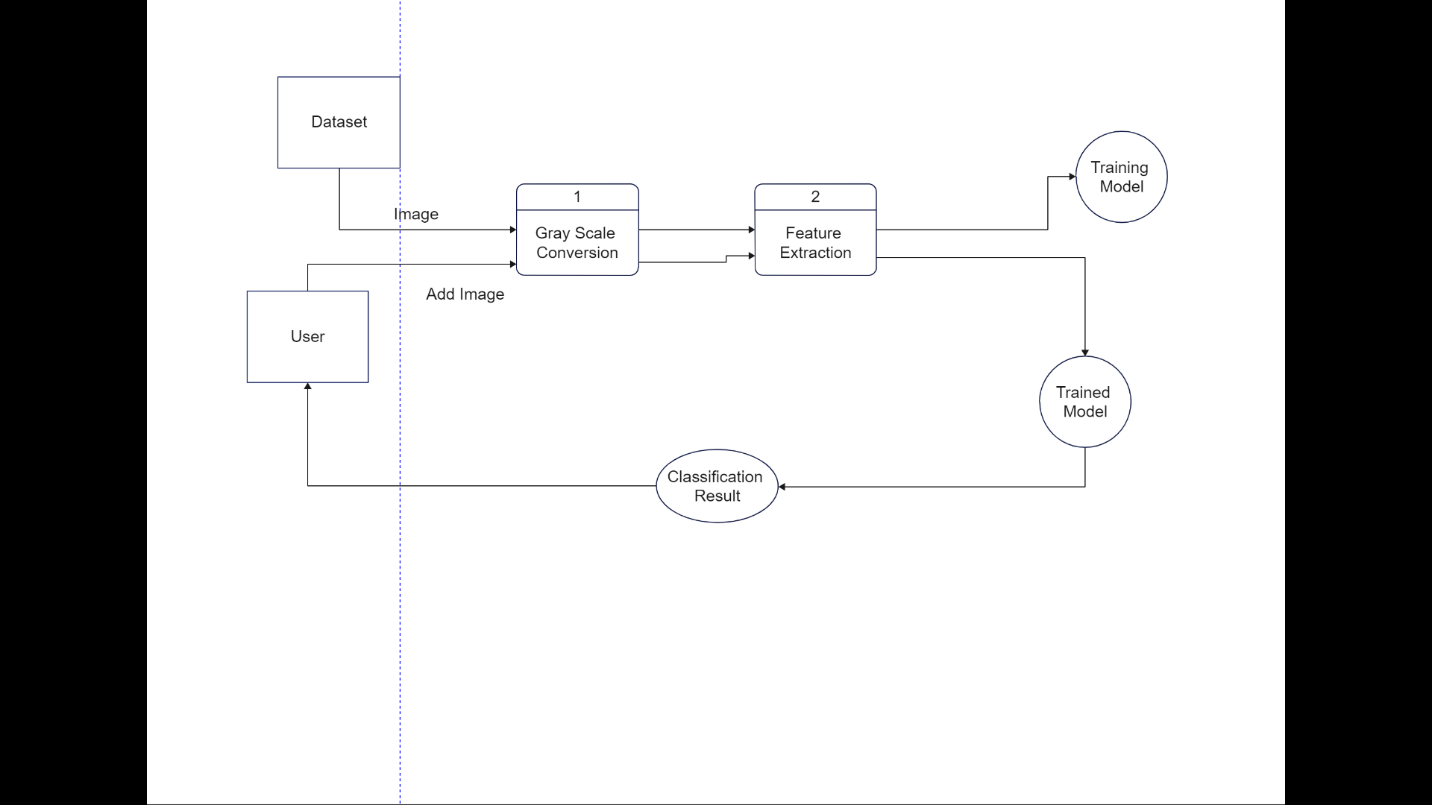 Dataset
Training
Model
1
2
Image
Gray Scale
Conversion
Feature
Extraction
Add Image
User
Trained
Model
Classification
Result